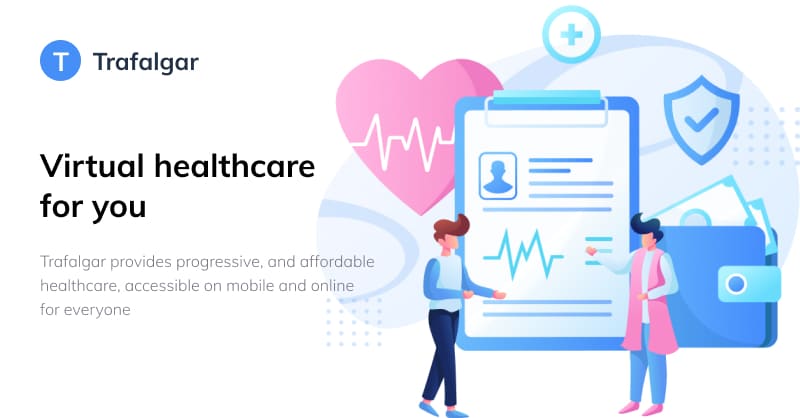 T
Trafalgar
Virtual healthcare
for you
Trafalgar provides progressive, and affordable
healthcare, accessible on mobile and online
for everyone